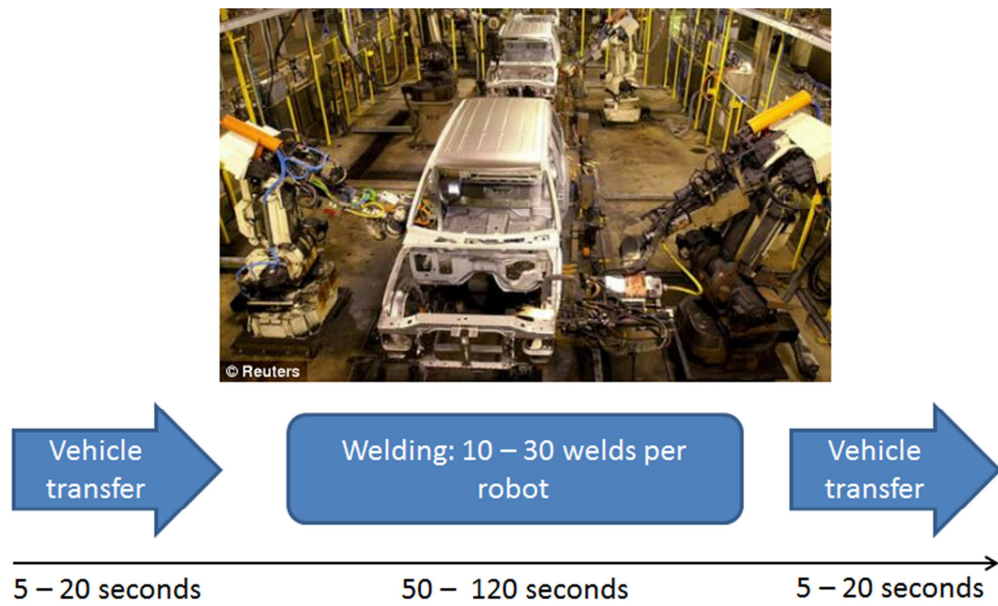 © Reuters
Vehicle
transfer
Welding: 10 – 30 welds per
robot
Vehicle
transfer
5 – 20 seconds
50 – 120 seconds
5 – 20 seconds